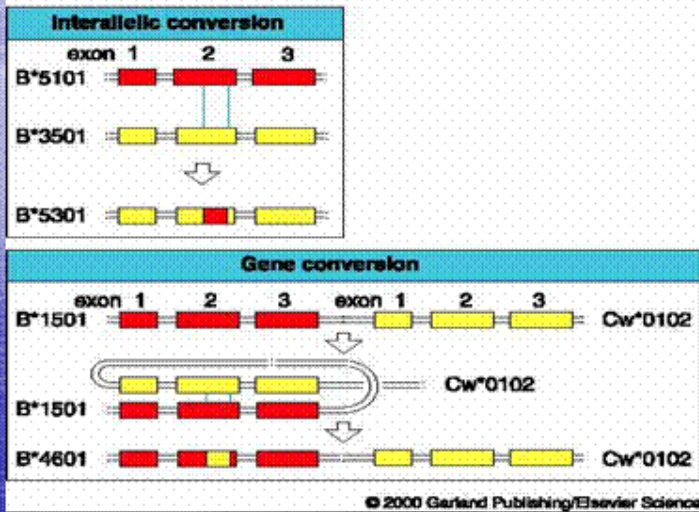 Interallelic conversion
exon 1 2 3
B*5101
B*3501
B*5301
Gene conversion
exon 1 2 3 exon 1 2 3
B*1501 Cw*0102
Cw*0102
B*1501
B*4601 Cw*0102
© 2000 Garland Publishing/Elsevier Science